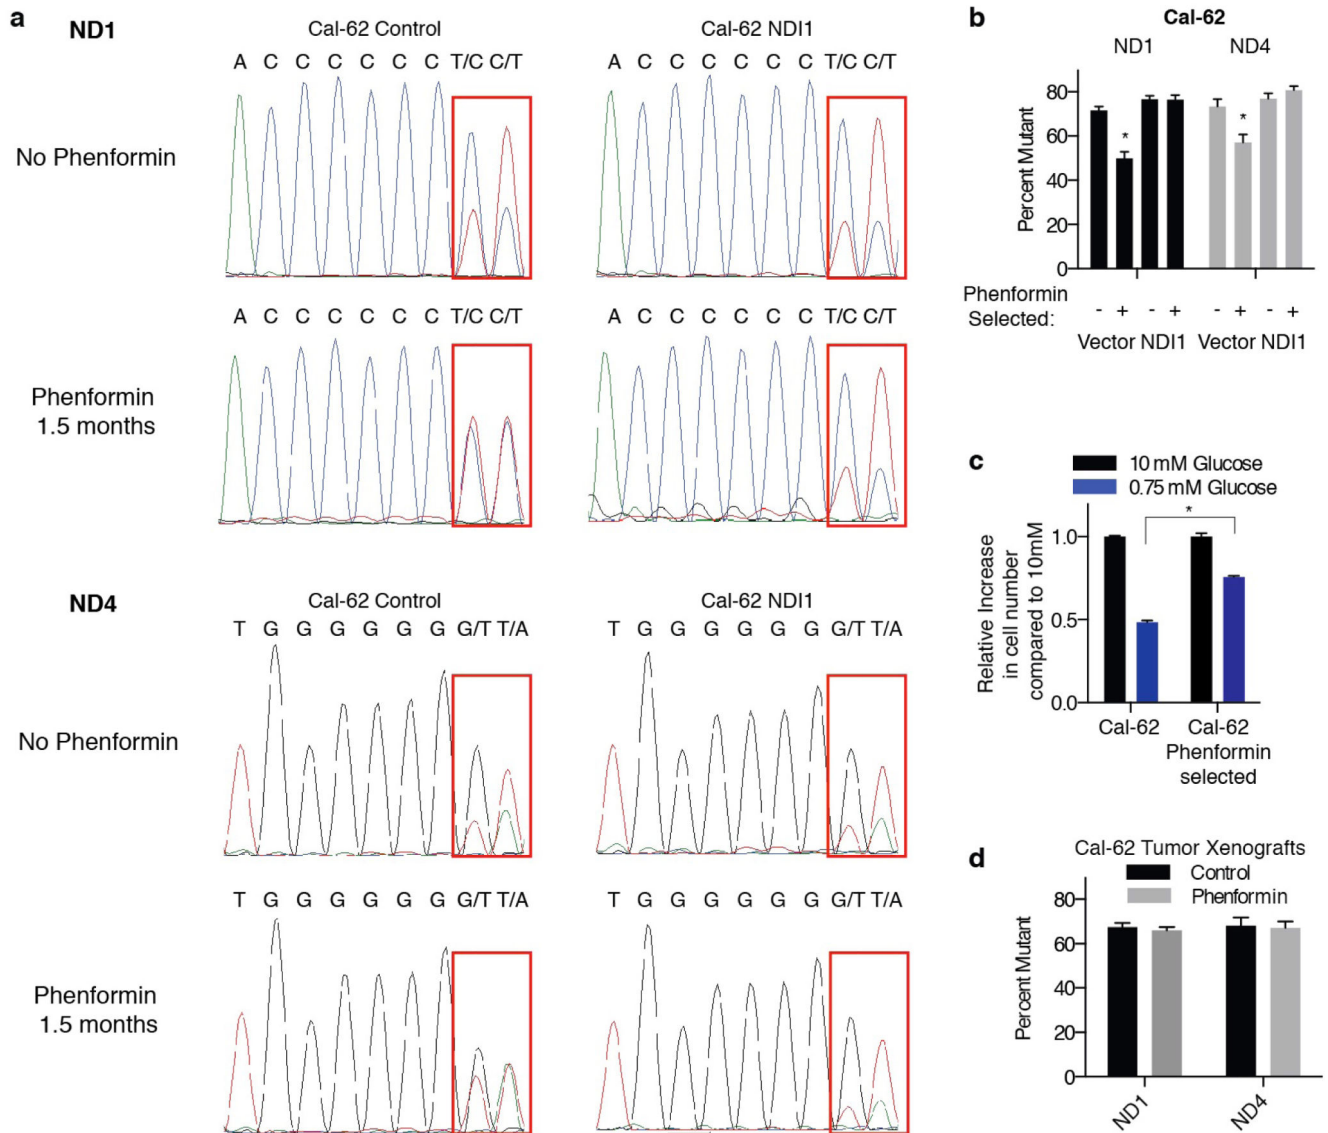 a
ND1
Cal-62 Control
Cal-62 NDI1
A C C C C C C T/C C/T
A C C C C C C T/C C/T
No Phenformin
A C C C C C C T/C C/T
A C C C C C C T/C C/T
Phenformin
1.5 months
ND4
Cal-62 Control
Cal-62 NDI1
T G G G G G G G/T T/A
T G G G G G G G/T T/A
No Phenformin
T G G G G G G G/T T/A
T G G G G G G G/T T/A
Phenformin
1.5 months
b
Cal-62
ND1 ND4
Percent Mutant
80
60
40
20
0
* *
Phenformin
Selected:
- + - + - + - +
Vector NDI1 Vector NDI1
c
10 mM Glucose
0.75 mM Glucose
Relative Increase
in cell number
compared to 10mM
1.0
0.5
0.0
*
Cal-62
Cal-62
Phenformin
selected
d
Cal-62 Tumor Xenografts
Control
Phenformin
Percent Mutant
80
60
40
20
0
ND1
ND4